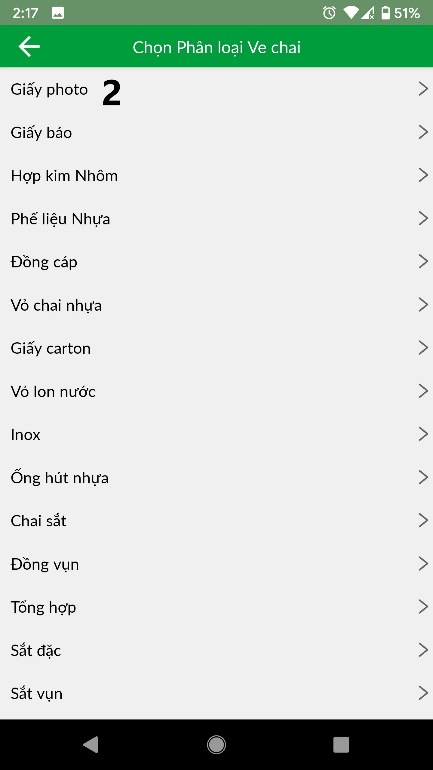 2:17
51%
Chọn Phân loại Ve chai
Giấy photo 2
Giấy báo
Hợp kim Nhôm
Phế liệu Nhựa
Đồng cáp
Vỏ chai nhựa
Giấy carton
Vỏ lon nước
Inox
Ống hút nhựa
Chai sắt
Đồng vụn
Tổng hợp
Sắt đặc
Sắt vụn